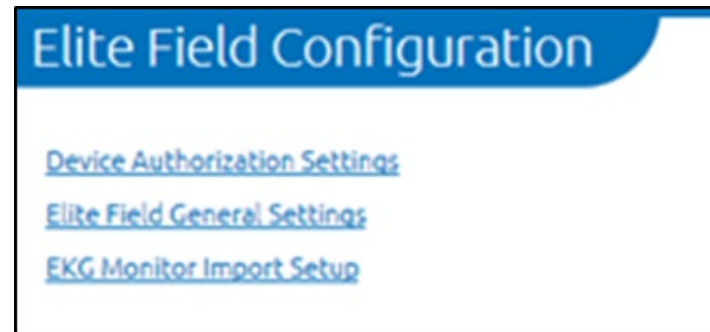 Elite Field Configuration
Device Authorization Settings
Elite Field General Settings
EKG Monitor Import Setup